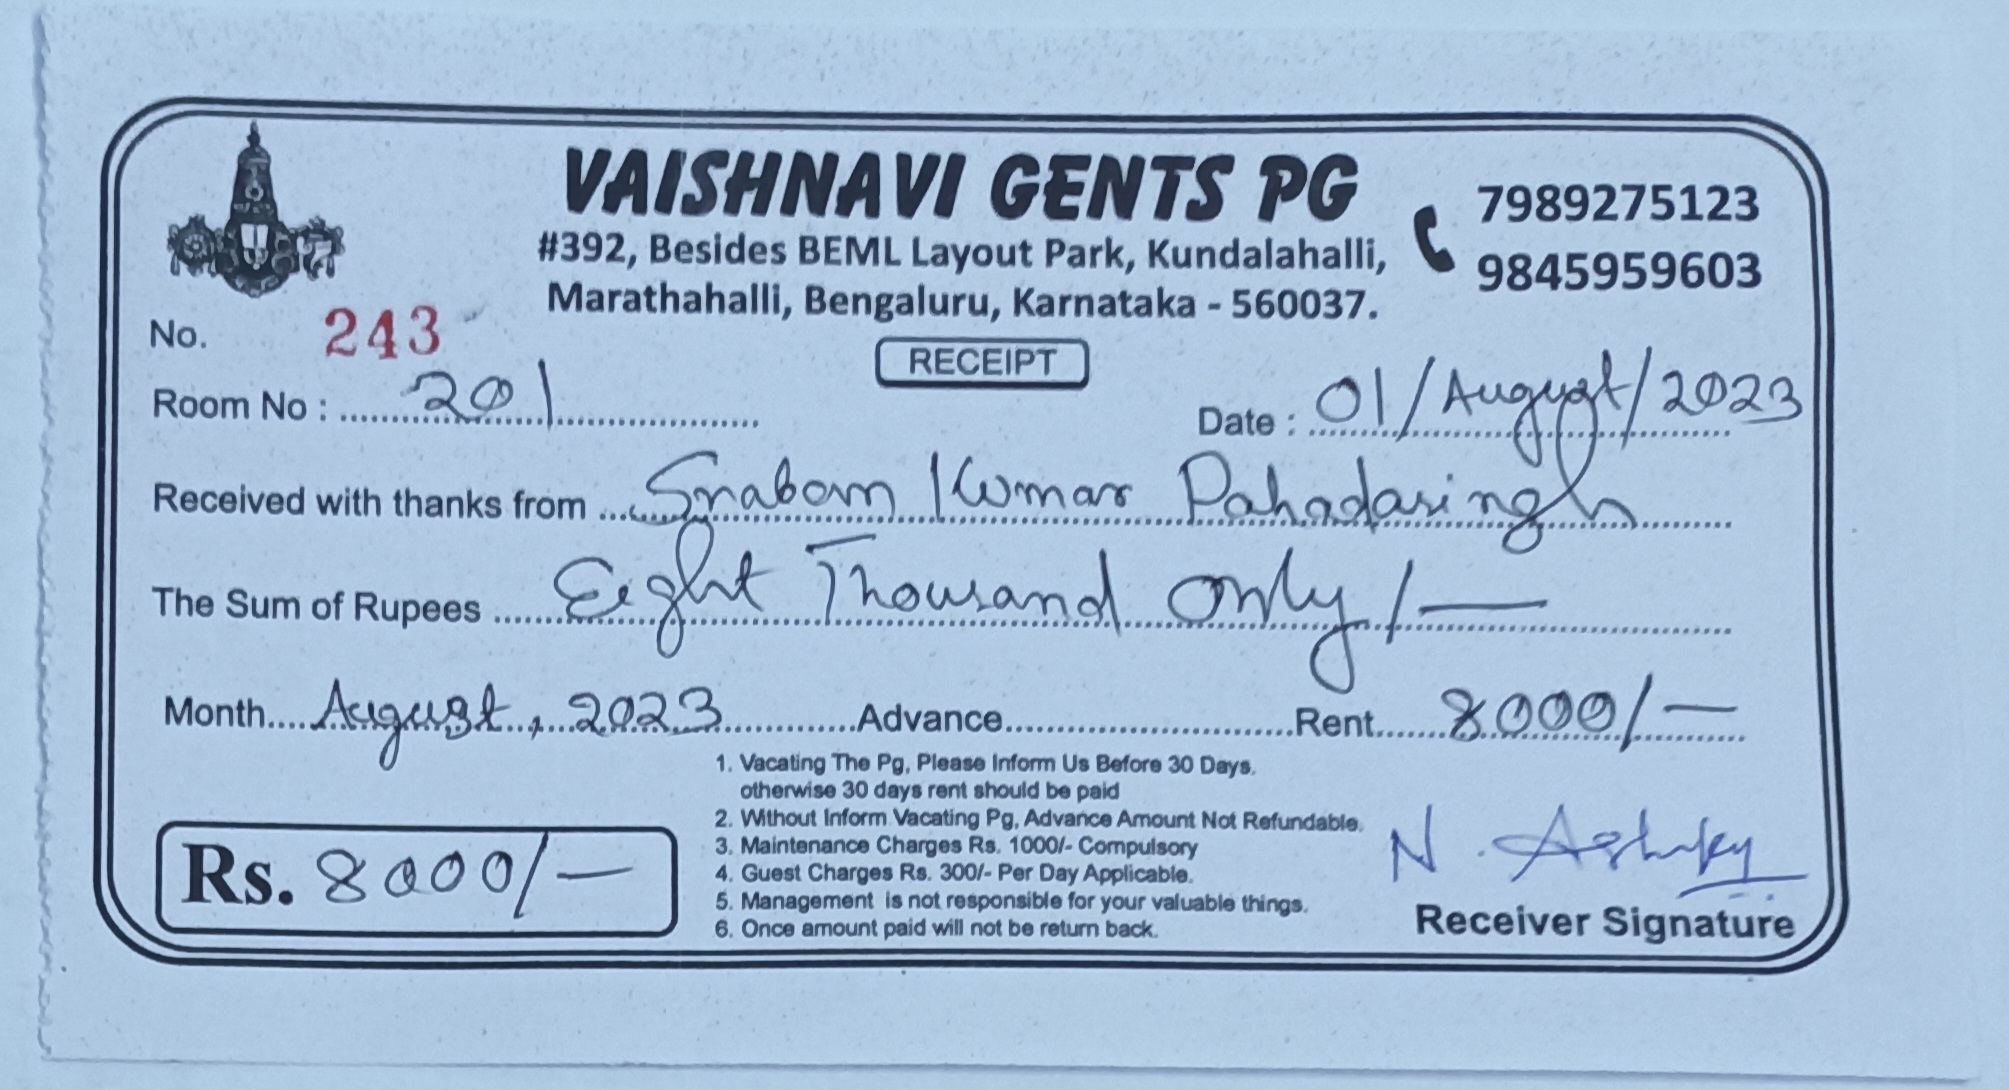 VAISHNAVI GENTS PG
#392, Besides BEML Layout Park, Kundalahalli,
Marathahalli, Bengaluru, Karnataka - 560037.
7989275123
9845959603
No. 243
RECEIPT
Room No : 201
Date : 01/August/2023
Received with thanks from Kumar Pahadasingh
The Sum of Rupees Eight Thousand Only/—
Month August, 2023 Advance Rent 8000/—
1. Vacating The Pg, Please Inform Us Before 30 Days.
otherwise 30 days rent should be paid
2. Without Inform Vacating Pg, Advance Amount Not Refundable.
3. Maintenance Charges Rs. 1000/- Compulsory
4. Guest Charges Rs. 300/- Per Day Applicable.
5. Management is not responsible for your valuable things.
6. Once amount paid will not be return back.
Rs. 8000/—
N.
Receiver Signature